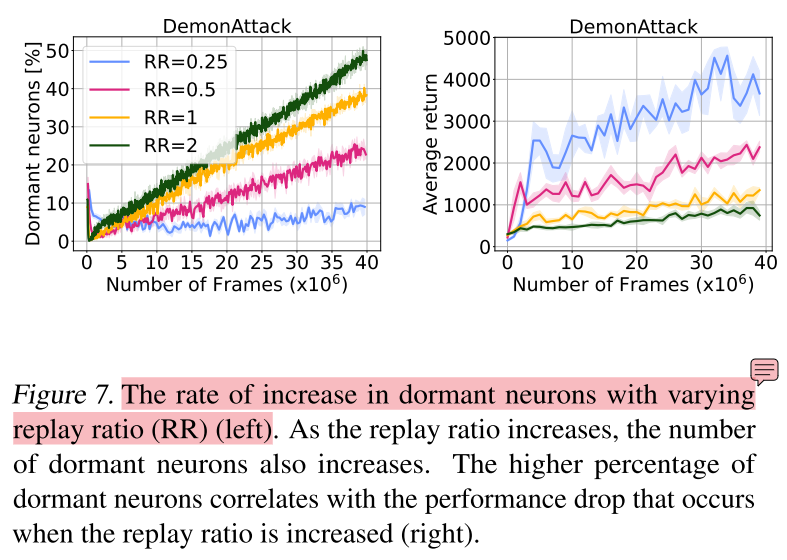 DemonAttack
Dormant neurons [%]
50
40
30
20
10
0
RR=0.25
RR=0.5
RR=1
RR=2
0 5 10 15 20 25 30 35 40
Number of Frames (x10⁶)
DemonAttack
Average return
5000
4000
3000
2000
1000
0
0 10 20 30 40
Number of Frames (x10⁶)
Figure 7. The rate of increase in dormant neurons with varying
replay ratio (RR) (left). As the replay ratio increases, the number
of dormant neurons also increases. The higher percentage of
dormant neurons correlates with the performance drop that occurs
when the replay ratio is increased (right).